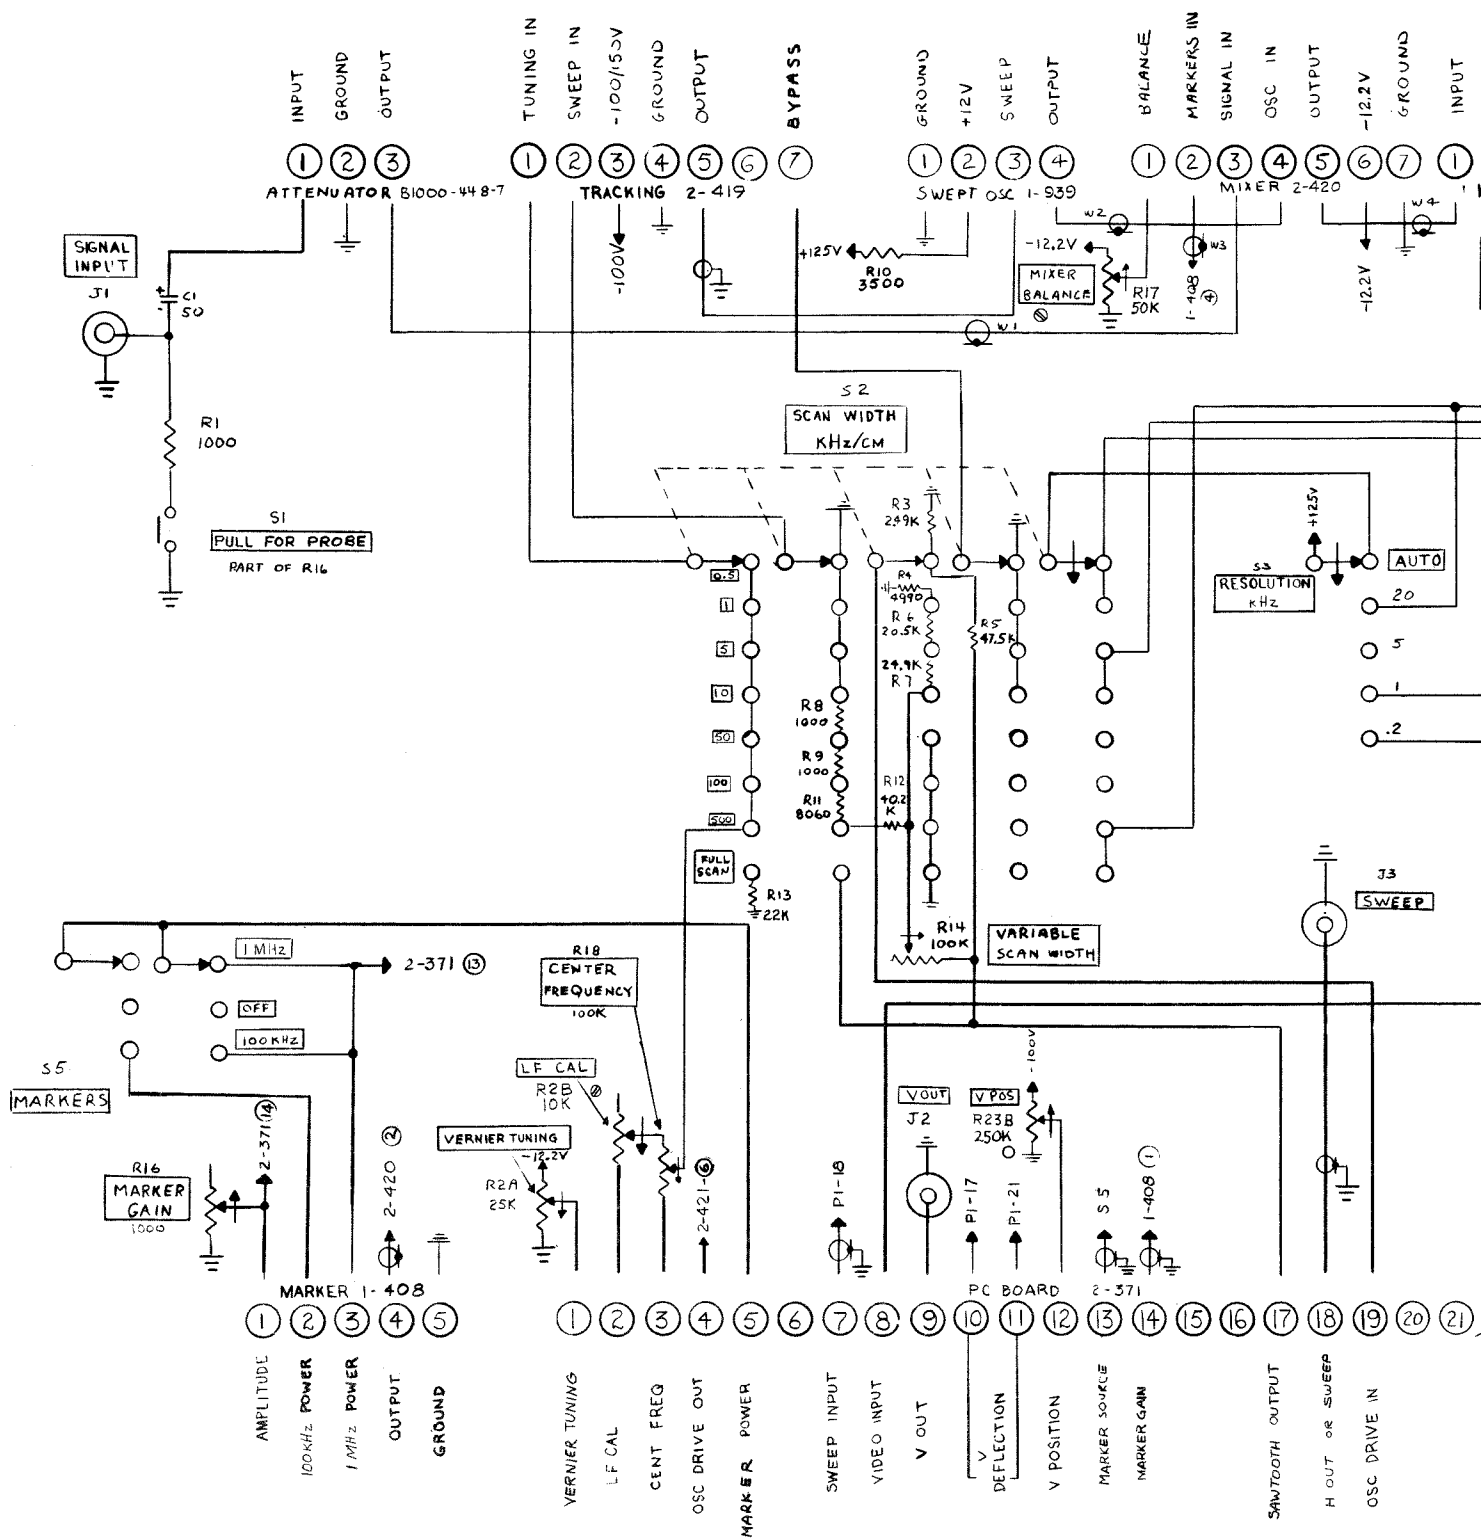 INPUT
GROUND
OUTPUT
TUNING IN
SWEEP IN
-100/150V
GROUND
OUTPUT
BYPASS
GROUND
+12V
SWEEP
OUTPUT
BALANCE
MARKERS IN
SIGNAL IN
OSC IN
OUTPUT
-12.2V
GROUND
INPUT
1 2 3
1 2 3 4 5 6 7
1 2 3 4
1 2 3 4 5 6 7
1
ATTENUATOR B1000-448-7
TRACKING 2-419
SWEPT OSC 1-939
MIXER 2-420
W2
W4
W3
W1
SIGNAL
INPUT
J1
+
-
C1
50
-100V
+125V
R10
3500
-12.2V
MIXER
BALANCE
R17
50K
1-408 4
-12.2V
R1
1000
S1
PULL FOR PROBE
PART OF R16
S2
SCAN WIDTH
KHz/CM
R3
249K
R4
4990
R6
20.5K
24.9K
R7
R5
47.5K
+125V
S3
RESOLUTION
KHz
AUTO
20
5
1
.2
0.5
1
5
10
50
100
500
FULL
SCAN
R8
1000
R9
1000
R11
8060
R12
40.2
K
R13
22K
R14
100K
VARIABLE
SCAN WIDTH
J3
SWEEP
1 MHz
OFF
100KHz
2-371 13
S5
MARKERS
R18
CENTER
FREQUENCY
100K
LF CAL
R2B
10K
VERNIER TUNING
-12.2V
R2A
25K
R16
MARKER
GAIN
1000
2-371 14
2-420 2
2-421-6
P1-18
V OUT
J2
V POS
R23B
250K
-100V
P1-17
P1-21
S5
1-408 1
MARKER 1-408
PC BOARD 2-371
1 2 3 4 5
1 2 3 4 5 6 7 8 9 10 11 12 13 14 15 16 17 18 19 20 21
AMPLITUDE
100KHz POWER
1 MHz POWER
OUTPUT
GROUND
VERNIER TUNING
LF CAL
CENT FREQ
OSC DRIVE OUT
MARKER POWER
SWEEP INPUT
VIDEO INPUT
V OUT
V
DEFLECTION
V POSITION
MARKER SOURCE
MARKER GAIN
SAWTOOTH OUTPUT
H OUT OR SWEEP
OSC DRIVE IN